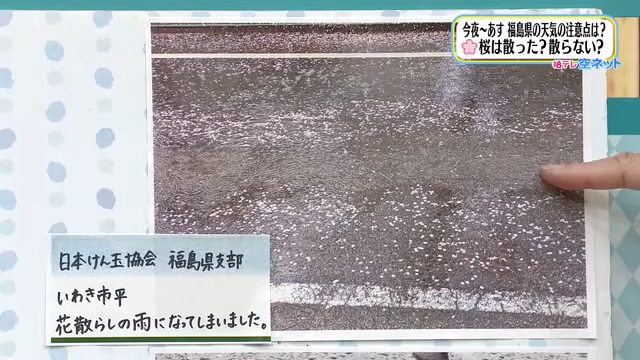 今夜〜あす 福島県の天気の注意点は?
桜は散った?散らない?
福テレ空ネット
日本けん玉協会 福島県支部
いわき市平
花散らしの雨になってしまいました。